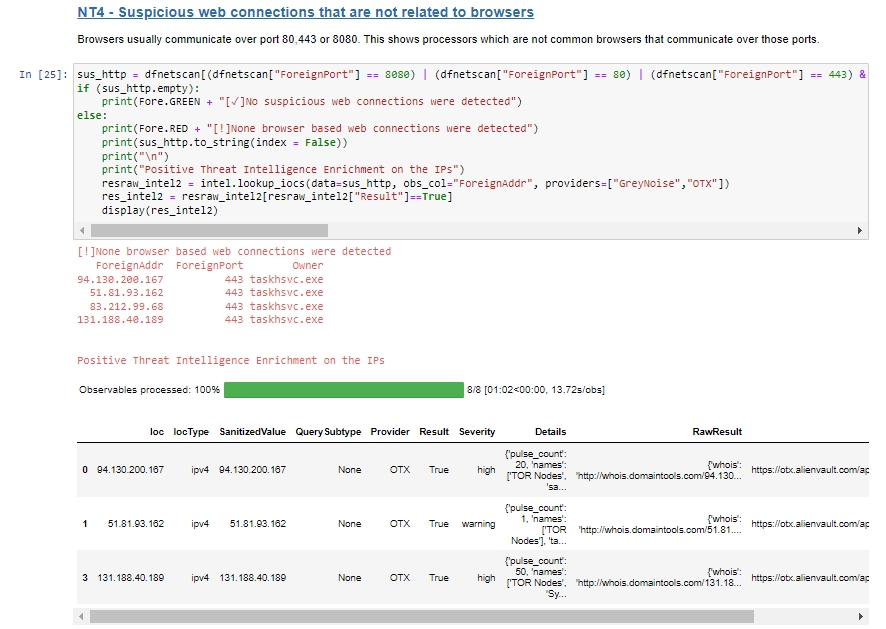 NT4 - Suspicious web connections that are not related to browsers
Browsers usually communicate over port 80,443 or 8080. This shows processors which are not common browsers that communicate over those ports.
In [25]: sus_http = dfnetscan[(dfnetscan["ForeignPort"] == 8080) | (dfnetscan["ForeignPort"] == 80) | (dfnetscan["ForeignPort"] == 443) &
if (sus_http.empty):
print(Fore.GREEN + "[✓]No suspicious web connections were detected")
else:
print(Fore.RED + "[!]None browser based web connections were detected")
print(sus_http.to_string(index = False))
print("\n")
print("Positive Threat Intelligence Enrichment on the IPs")
resraw_intel2 = intel.lookup_iocs(data=sus_http, obs_col="ForeignAddr", providers=["GreyNoise","OTX"])
res_intel2 = resraw_intel2[resraw_intel2["Result"]==True]
display(res_intel2)
[!]None browser based web connections were detected
ForeignAddr ForeignPort Owner
94.130.200.167 443 taskhsvc.exe
51.81.93.162 443 taskhsvc.exe
83.212.99.68 443 taskhsvc.exe
131.188.40.189 443 taskhsvc.exe
Positive Threat Intelligence Enrichment on the IPs
Observables processed: 100% 8/8 [01:02<00:00, 13.72s/obs]
Ioc IocType SanitizedValue QuerySubtype Provider Result Severity Details RawResult
0 94.130.200.167 ipv4 94.130.200.167 None OTX True high {'pulse_count': 20, 'names': ['TOR Nodes', 'sa... {'whois': 'http://whois.domaintools.com/94.130... https://otx.alienvault.com/ap
1 51.81.93.162 ipv4 51.81.93.162 None OTX True warning {'pulse_count': 1, 'names': ['TOR Nodes'], 'ta... {'whois': 'http://whois.domaintools.com/51.81.... https://otx.alienvault.com/ap
3 131.188.40.189 ipv4 131.188.40.189 None OTX True high {'pulse_count': 50, 'names': ['TOR Nodes', 'Sy... {'whois': 'http://whois.domaintools.com/131.18... https://otx.alienvault.com/ap